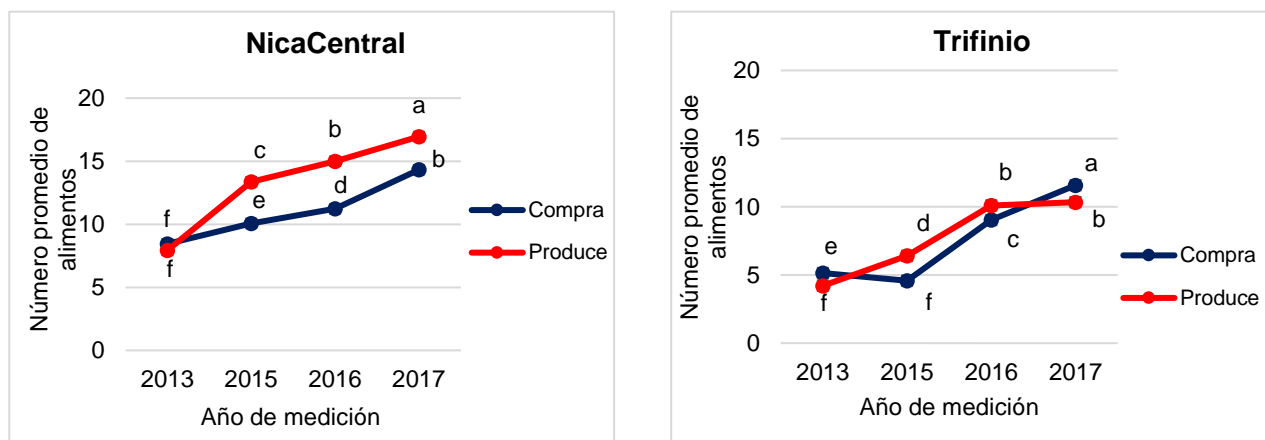 NicaCentral
Número promedio de
alimentos
20
15
10
5
0
f
f
c
e
b
d
a
b
2013
2015
2016
2017
Año de medición
Compra
Produce
Trifinio
Número promedio de
alimentos
20
15
10
5
0
e
f
d
f
b
c
a
b
2013
2015
2016
2017
Año de medición
Compra
Produce